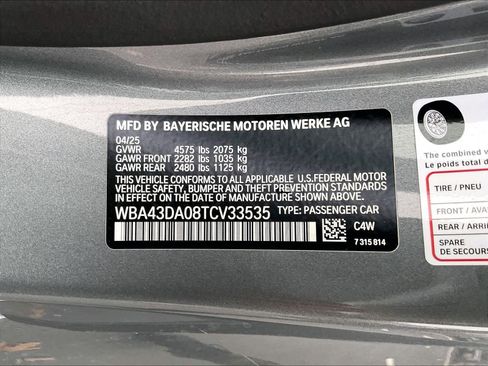 MFD BY BAYERISCHE MOTOREN WERKE AG
04/25
GVWR 4575 lbs 2075 kg
GAWR FRONT 2282 lbs 1035 kg
GAWR REAR 2480 lbs 1125 kg
THIS VEHICLE CONFORMS TO ALL APPLICABLE U.S.FEDERAL MOTOR
VEHICLE SAFETY, BUMPER AND THEFT PREVENTION STANDARDS
IN EFFECT ON THE DATE OF MANUFACTURE SHOWN ABOVE.
WBA43DA08TCV33535 TYPE: PASSENGER CAR
C4W
7 315 814
The combined
Le poids total d
TIRE / PNEU
FRONT / AVANT
REAR / ARRI
SPARE
DE SECOURS